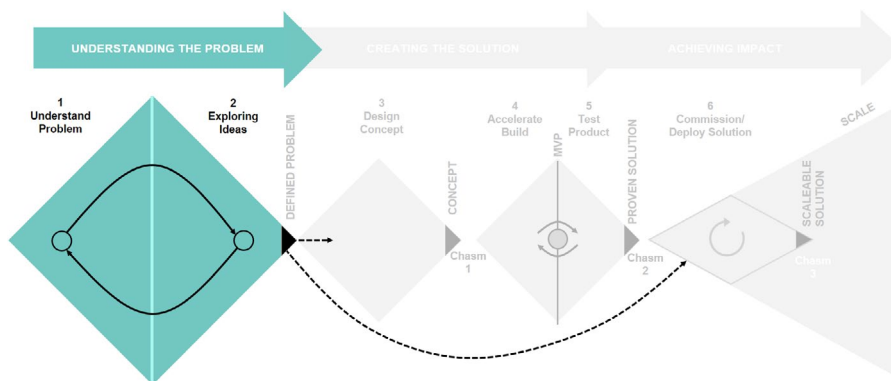 UNDERSTANDING THE PROBLEM
CREATING THE SOLUTION
ACHIEVING IMPACT
1
Understand
Problem
2
Exploring
Ideas
DEFINED PROBLEM
3
Design
Concept
CONCEPT
Chasm
1
4
Accelerate
Build
MVP
5
Test
Product
PROVEN SOLUTION
Chasm
2
6
Commission/
Deploy Solution
SCALEABLE
SOLUTION
Chasm
3
SCALE